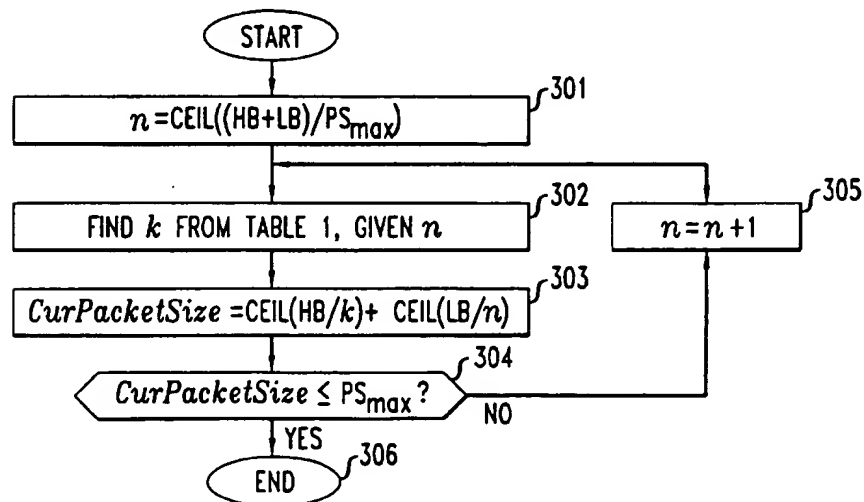 START
301
n=CEIL((HB+LB)/PSmax)
305
302
FIND k FROM TABLE 1, GIVEN n
n=n+1
303
CurPacketSize=CEIL(HB/k)+ CEIL(LB/n)
304
CurPacketSize ≤ PSmax?
NO
YES
306
END